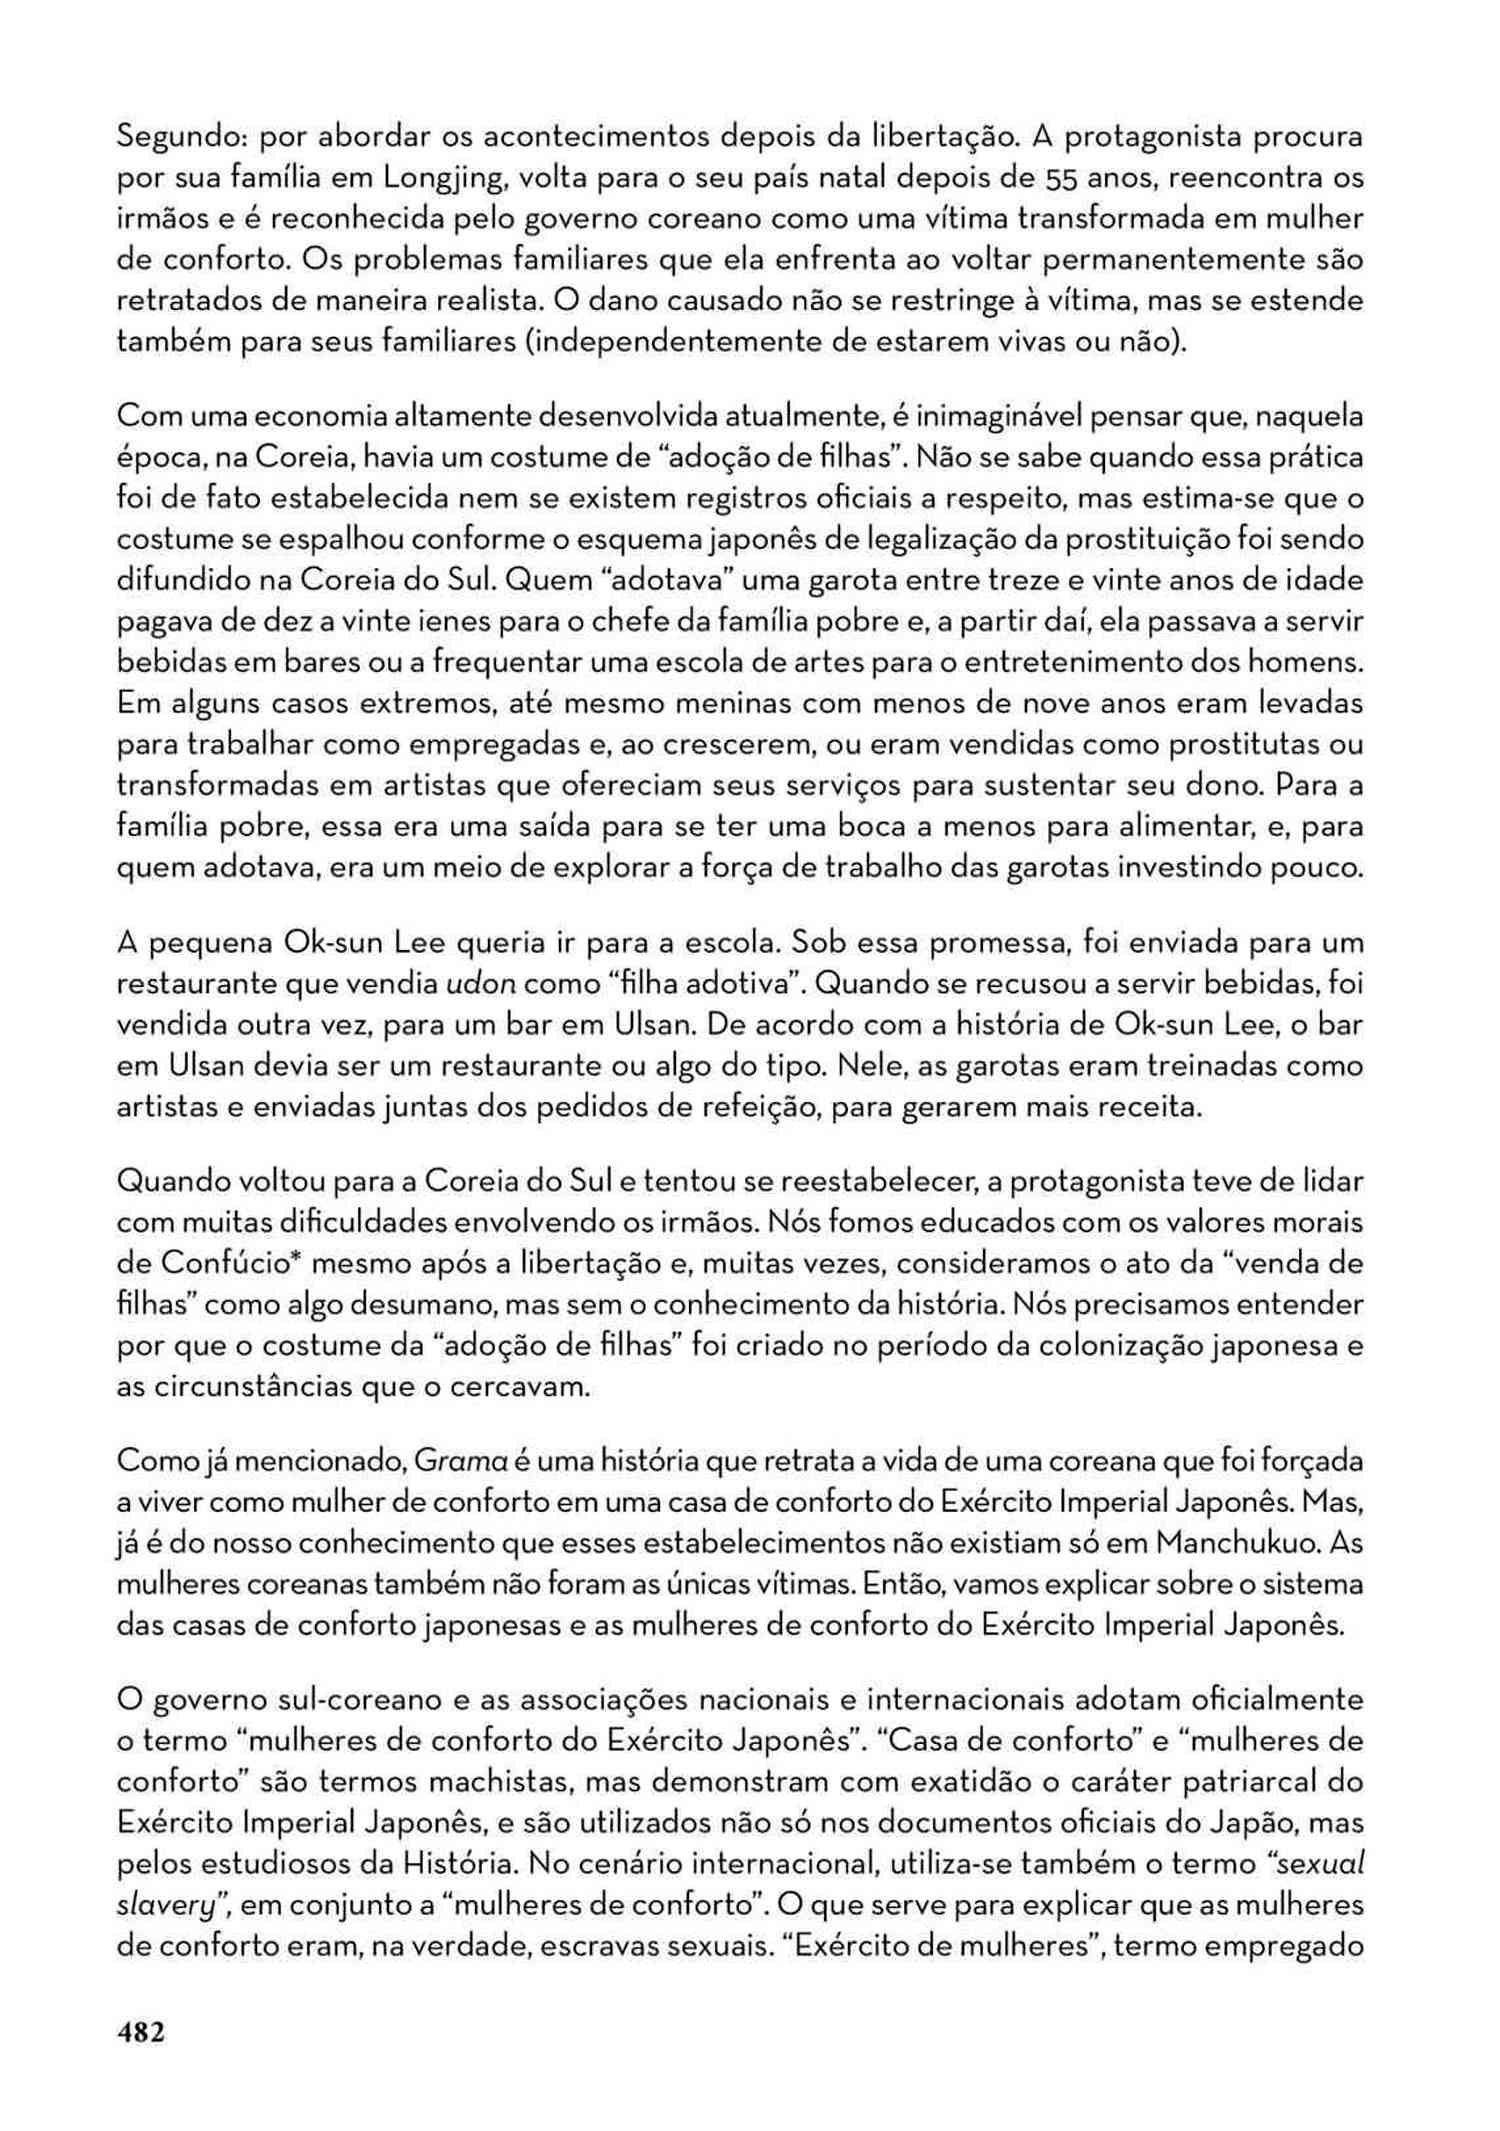 Segundo: por abordar os acontecimentos depois da libertação. A protagonista procura
por sua família em Longjing, volta para o seu país natal depois de 55 anos, reencontra os
irmãos e é reconhecida pelo governo coreano como uma vítima transformada em mulher
de conforto. Os problemas familiares que ela enfrenta ao voltar permanentemente são
retratados de maneira realista. O dano causado não se restringe à vítima, mas se estende
também para seus familiares (independentemente de estarem vivas ou não).

Com uma economia altamente desenvolvida atualmente, é inimaginável pensar que, naquela
época, na Coreia, havia um costume de “adoção de filhas”. Não se sabe quando essa prática
foi de fato estabelecida nem se existem registros oficiais a respeito, mas estima-se que o
costume se espalhou conforme o esquema japonês de legalização da prostituição foi sendo
difundido na Coreia do Sul. Quem “adotava” uma garota entre treze e vinte anos de idade
pagava de dez a vinte ienes para o chefe da família pobre e, a partir daí, ela passava a servir
bebidas em bares ou a frequentar uma escola de artes para o entretenimento dos homens.
Em alguns casos extremos, até mesmo meninas com menos de nove anos eram levadas
para trabalhar como empregadas e, ao crescerem, ou eram vendidas como prostitutas ou
transformadas em artistas que ofereciam seus serviços para sustentar seu dono. Para a
família pobre, essa era uma saída para se ter uma boca a menos para alimentar, e, para
quem adotava, era um meio de explorar a força de trabalho das garotas investindo pouco.

A pequena Ok-sun Lee queria ir para a escola. Sob essa promessa, foi enviada para um
restaurante que vendia udon como “filha adotiva”. Quando se recusou a servir bebidas, foi
vendida outra vez, para um bar em Ulsan. De acordo com a história de Ok-sun Lee, o bar
em Ulsan devia ser um restaurante ou algo do tipo. Nele, as garotas eram treinadas como
artistas e enviadas juntas dos pedidos de refeição, para gerarem mais receita.

Quando voltou para a Coreia do Sul e tentou se reestabelecer, a protagonista teve de lidar
com muitas dificuldades envolvendo os irmãos. Nós fomos educados com os valores morais
de Confúcio* mesmo após a libertação e, muitas vezes, consideramos o ato da “venda de
filhas” como algo desumano, mas sem o conhecimento da história. Nós precisamos entender
por que o costume da “adoção de filhas” foi criado no período da colonização japonesa e
as circunstâncias que o cercavam.

Como já mencionado, Grama é uma história que retrata a vida de uma coreana que foi forçada
a viver como mulher de conforto em uma casa de conforto do Exército Imperial Japonês. Mas,
já é do nosso conhecimento que esses estabelecimentos não existiam só em Manchukuo. As
mulheres coreanas também não foram as únicas vítimas. Então, vamos explicar sobre o sistema
das casas de conforto japonesas e as mulheres de conforto do Exército Imperial Japonês.

O governo sul-coreano e as associações nacionais e internacionais adotam oficialmente
o termo “mulheres de conforto do Exército Japonês”. “Casa de conforto” e “mulheres de
conforto” são termos machistas, mas demonstram com exatidão o caráter patriarcal do
Exército Imperial Japonês, e são utilizados não só nos documentos oficiais do Japão, mas
pelos estudiosos da História. No cenário internacional, utiliza-se também o termo “sexual
slavery”, em conjunto a “mulheres de conforto”. O que serve para explicar que as mulheres
de conforto eram, na verdade, escravas sexuais. “Exército de mulheres”, termo empregado

482